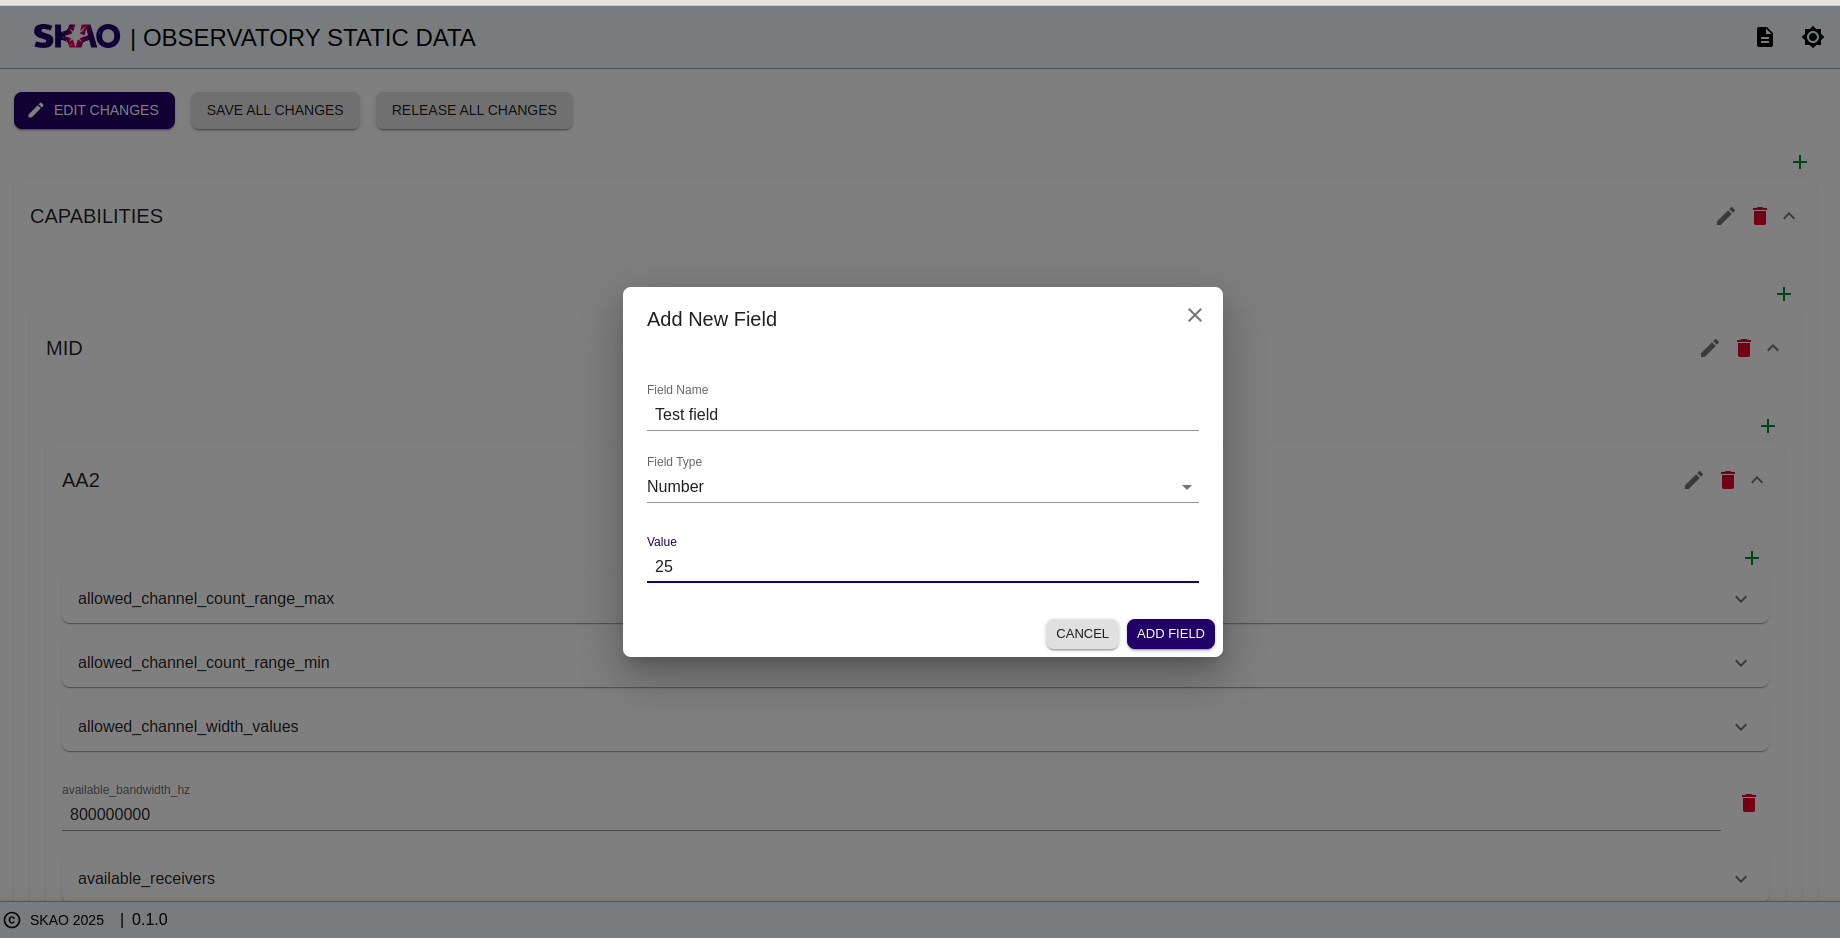 SKAO | OBSERVATORY STATIC DATA
EDIT CHANGES SAVE ALL CHANGES RELEASE ALL CHANGES
CAPABILITIES
MID
AA2
Add New Field
Field Name
Test field
Field Type
Number
Value
25
CANCEL ADD FIELD
allowed_channel_count_range_max
allowed_channel_count_range_min
allowed_channel_width_values
available_bandwidth_hz
800000000
available_receivers
© SKAO 2025 | 0.1.0